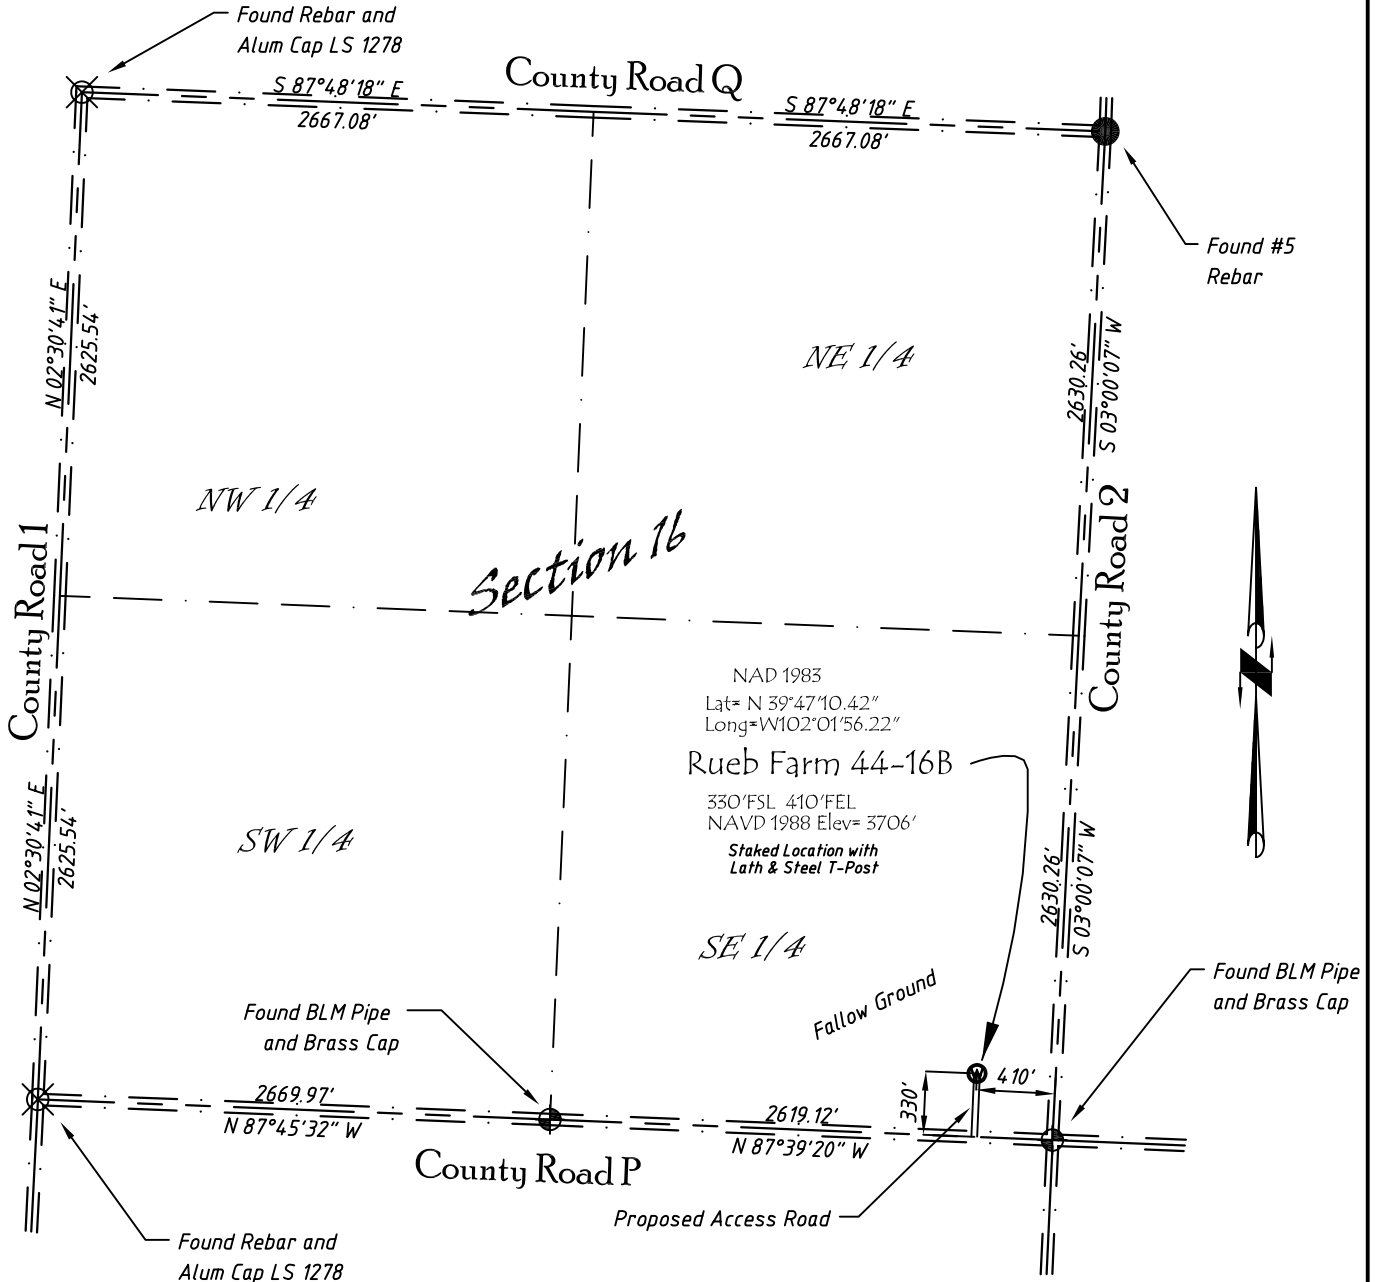 Found Rebar and
Alum Cap LS 1278
County Road Q
S 87°48'18" E
2667.08'
S 87°48'18" E
2667.08'
Found #5
Rebar
N 02°30'41" E
2625.54'
NE 1/4
2630.26'
S 03°00'07" W
NW 1/4
Section 16
County Road 1
County Road 2
NAD 1983
Lat= N 39°47'10.42"
Long=W102°01'56.22"
Rueb Farm 44-16B
330'FSL 410'FEL
NAVD 1988 Elev= 3706'
Staked Location with
Lath & Steel T-Post
SW 1/4
N 02°30'41" E
2625.54'
2630.26'
S 03°00'07" W
SE 1/4
Fallow Ground
Found BLM Pipe
and Brass Cap
Found BLM Pipe
and Brass Cap
W
330'
410'
2669.97'
N 87°45'32" W
2619.12'
N 87°39'20" W
County Road P
Proposed Access Road
Found Rebar and
Alum Cap LS 1278